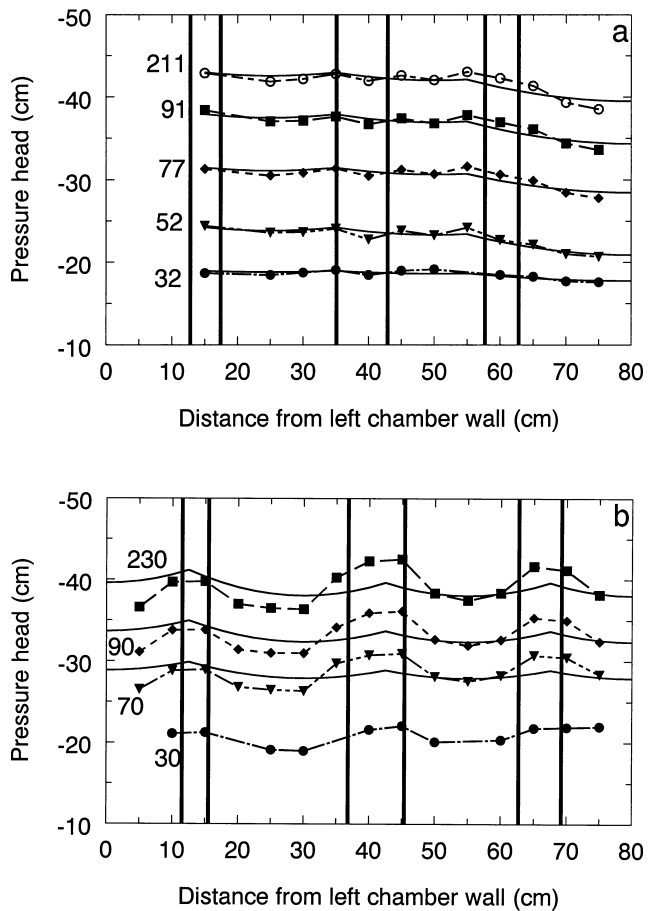 -50
a
211
-40
91
Pressure head (cm)
-30
77
52
-20
32
-10
0 10 20 30 40 50 60 70 80
Distance from left chamber wall (cm)
-50
b
230
-40
Pressure head (cm)
90
-30
70
-20
30
-10
0 10 20 30 40 50 60 70 80
Distance from left chamber wall (cm)